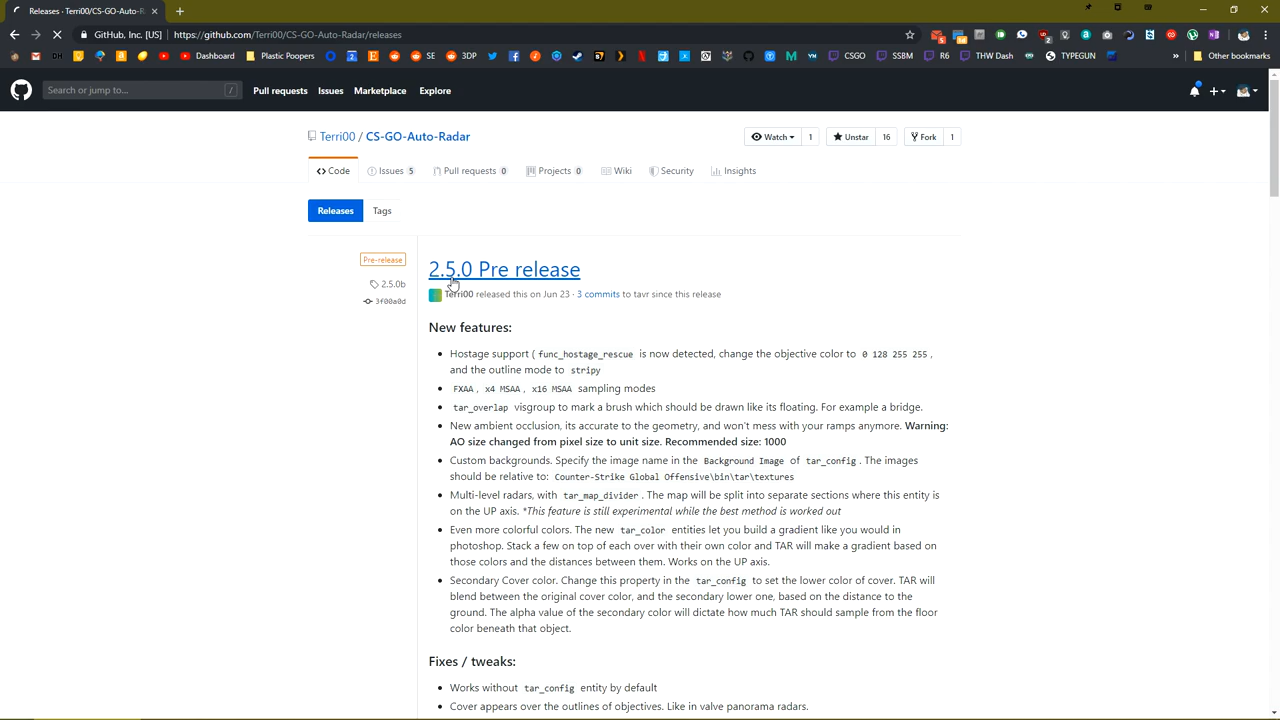 Releases · Terri00/CS-GO-Auto-R
GitHub, Inc. [US] https://github.com/Terri00/CS-GO-Auto-Radar/releases
Dashboard Plastic Poopers SE 3DP CSGO SSBM R6 THW Dash TYPEGUN » Other bookmarks
Search or jump to... / Pull requests Issues Marketplace Explore
Terri00 / CS-GO-Auto-Radar Watch 1 Unstar 16 Fork 1
Code Issues 5 Pull requests 0 Projects 0 Wiki Security Insights
Releases Tags
Pre-release
2.5.0b
3f00a0d
2.5.0 Pre release
Terri00 released this on Jun 23 · 3 commits to tavr since this release
New features:
• Hostage support ( func_hostage_rescue is now detected, change the objective color to 0 128 255 255 ,
and the outline mode to stripy
• FXAA , x4 MSAA , x16 MSAA sampling modes
• tar_overlap visgroup to mark a brush which should be drawn like its floating. For example a bridge.
• New ambient occlusion, its accurate to the geometry, and won't mess with your ramps anymore. Warning:
AO size changed from pixel size to unit size. Recommended size: 1000
• Custom backgrounds. Specify the image name in the Background Image of tar_config . The images
should be relative to: Counter-Strike Global Offensive\bin\tar\textures
• Multi-level radars, with tar_map_divider . The map will be split into separate sections where this entity is
on the UP axis. *This feature is still experimental while the best method is worked out
• Even more colorful colors. The new tar_color entities let you build a gradient like you would in
photoshop. Stack a few on top of each over with their own color and TAR will make a gradient based on
those colors and the distances between them. Works on the UP axis.
• Secondary Cover color. Change this property in the tar_config to set the lower color of cover. TAR will
blend between the original cover color, and the secondary lower one, based on the distance to the
ground. The alpha value of the secondary color will dictate how much TAR should sample from the floor
color beneath that object.
Fixes / tweaks:
• Works without tar_config entity by default
• Cover appears over the outlines of objectives. Like in valve panorama radars.